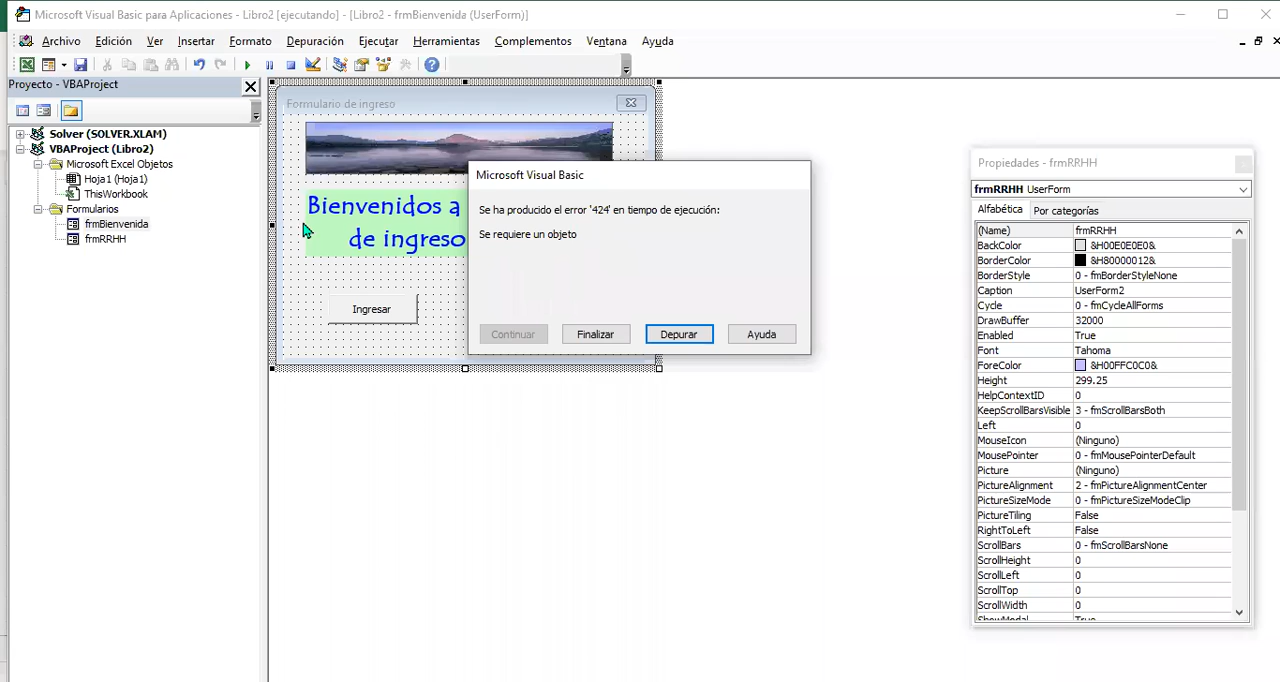 Microsoft Visual Basic para Aplicaciones - Libro2 [ejecutando] - [Libro2 - frmBienvenida (UserForm)]
Archivo Edición Ver Insertar Formato Depuración Ejecutar Herramientas Complementos Ventana Ayuda
Proyecto - VBAProject
Solver (SOLVER.XLAM)
VBAProject (Libro2)
Microsoft Excel Objetos
Hoja1 (Hoja1)
ThisWorkbook
Formularios
frmBienvenida
frmRRHH
Formulario de ingreso
Bienvenidos a
de ingreso
Ingresar
Microsoft Visual Basic
Se ha producido el error '424' en tiempo de ejecución:
Se requiere un objeto
Continuar Finalizar Depurar Ayuda
Propiedades - frmRRHH
frmRRHH UserForm
Alfabética Por categorías
(Name) frmRRHH
BackColor &H00E0E0E0&
BorderColor &H80000012&
BorderStyle 0 - fmBorderStyleNone
Caption UserForm2
Cycle 0 - fmCycleAllForms
DrawBuffer 32000
Enabled True
Font Tahoma
ForeColor &H00FFC0C0&
Height 299.25
HelpContextID 0
KeepScrollBarsVisible 3 - fmScrollBarsBoth
Left 0
MouseIcon (Ninguno)
MousePointer 0 - fmMousePointerDefault
Picture (Ninguno)
PictureAlignment 2 - fmPictureAlignmentCenter
PictureSizeMode 0 - fmPictureSizeModeClip
PictureTiling False
RightToLeft False
ScrollBars 0 - fmScrollBarsNone
ScrollHeight 0
ScrollLeft 0
ScrollTop 0
ScrollWidth 0
ShowModal True